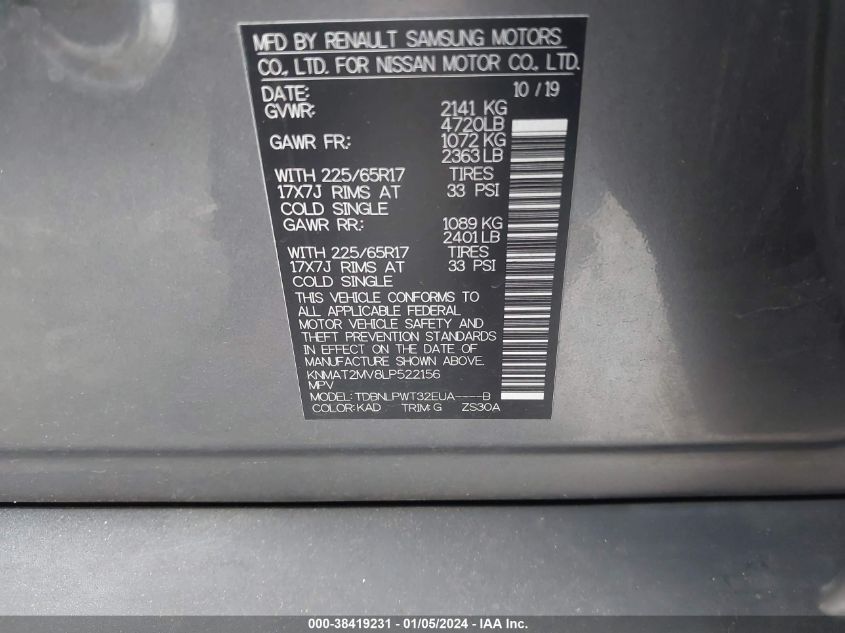 MFD BY RENAULT SAMSUNG MOTORS
CO., LTD. FOR NISSAN MOTOR CO., LTD.
DATE: 10/19
GVWR: 2141 KG
4720LB
GAWR FR: 1072 KG
2363LB
WITH 225/65R17 TIRES
17X7J RIMS AT 33 PSI
COLD SINGLE
GAWR RR: 1089 KG
2401LB
WITH 225/65R17 TIRES
17X7J RIMS AT 33 PSI
COLD SINGLE
THIS VEHICLE CONFORMS TO
ALL APPLICABLE FEDERAL
MOTOR VEHICLE SAFETY AND
THEFT PREVENTION STANDARDS
IN EFFECT ON THE DATE OF
MANUFACTURE SHOWN ABOVE.
KNMAT2MV8LP522156
MPV
MODEL: TDBNLPWT32EUA----B
COLOR: KAD TRIM: G ZS30A
000-38419231 - 01/05/2024 - IAA Inc.